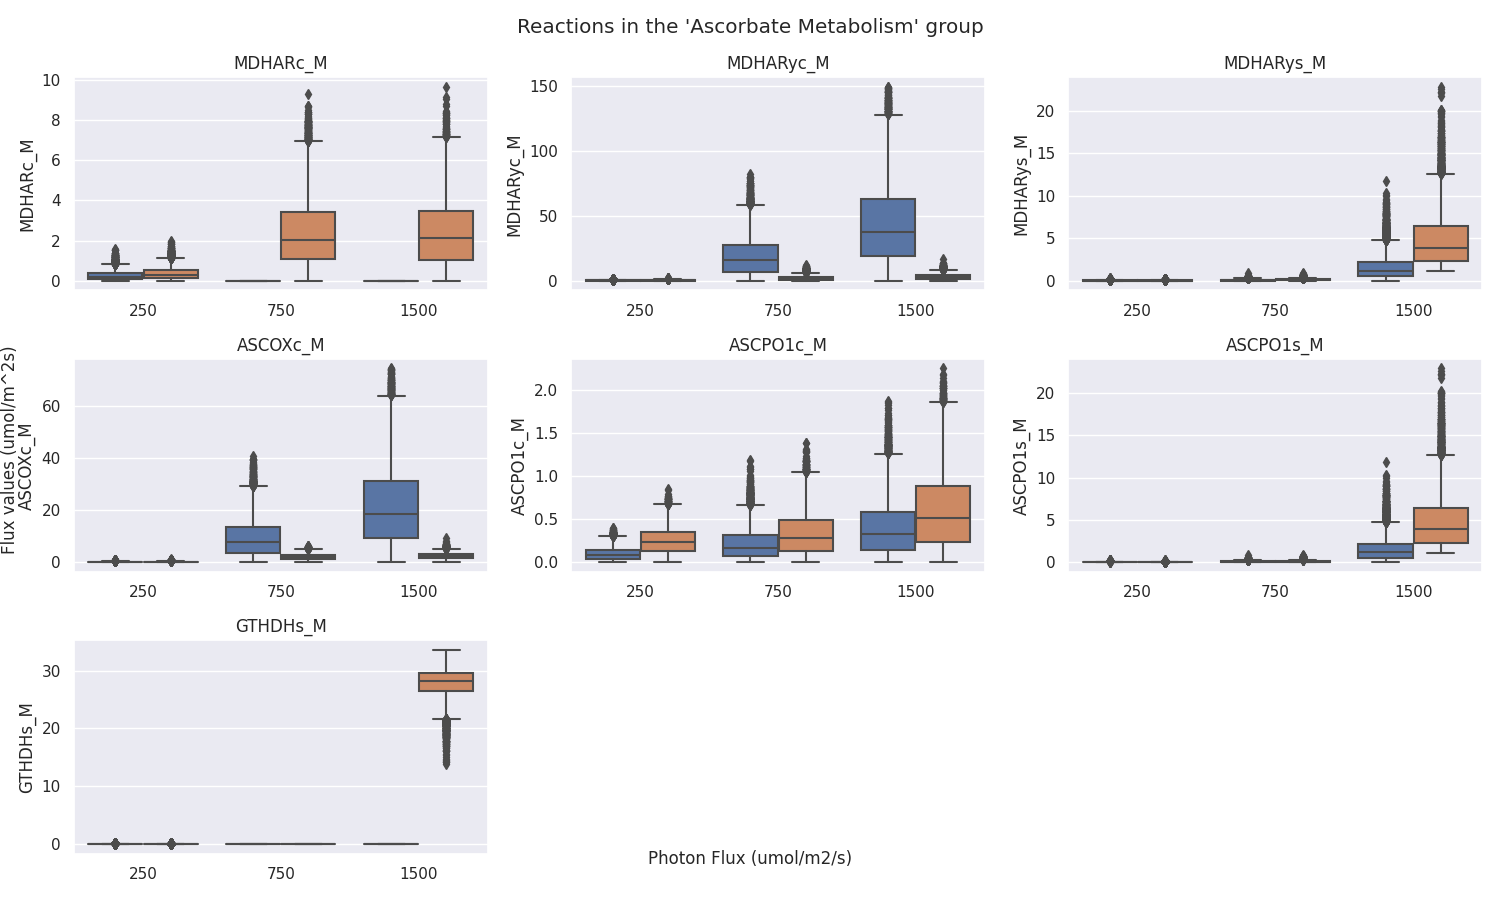 Reactions in the 'Ascorbate Metabolism' group
MDHARc_M
MDHARc_M
10
8
6
4
2
0
250 750 1500
MDHARyc_M
MDHARyc_M
150
100
50
0
250 750 1500
MDHARys_M
MDHARys_M
20
15
10
5
0
250 750 1500
Flux values (umol/m^2s)
ASCOXc_M
ASCOXc_M
60
40
20
0
250 750 1500
ASCPO1c_M
ASCPO1c_M
2.0
1.5
1.0
0.5
0.0
250 750 1500
ASCPO1s_M
ASCPO1s_M
20
15
10
5
0
250 750 1500
GTHDHs_M
GTHDHs_M
30
20
10
0
250 750 1500
Photon Flux (umol/m2/s)